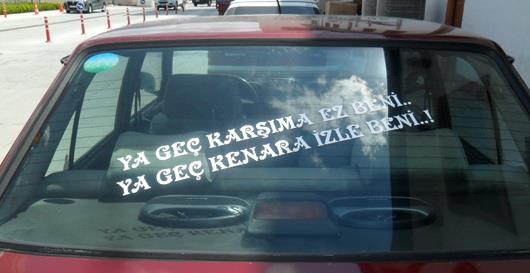 YA GEÇ KARŞIMA EZ BENİ..
YA GEÇ KENARA İZLE BENİ..!